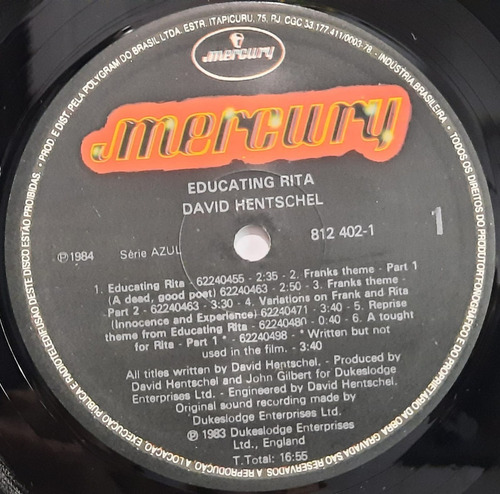 PROD. E DIST. PELA POLYGRAM DO BRASIL LTDA. ESTR. ITAPICURU, 75, RJ, CGC 33.177.411/0003-78 - INDÚSTRIA BRASILEIRA • TODOS OS DIREITOS DO PRODUTOR FONOGRÁFICO E DO PROPRIETÁRIO DA OBRA GRAVADA SÃO RESERVADOS. A REPRODUÇÃO, A LOCAÇÃO, EXECUÇÃO PÚBLICA E RADIOTELEDIFUSÃO DESTE DISCO ESTÃO PROIBIDAS. •
mercury
mercury
EDUCATING RITA
DAVID HENTSCHEL
812 402-1
1
℗1984 Série AZUL
1. Educating Rita - 62240455 - 2:35 - 2. Franks theme - Part 1
(A dead, good poet) 62240463 - 2:50 - 3. Franks theme -
Part 2 - 62240463 - 3:30 - 4. Variations on Frank and Rita
(Innocence and Experience) 62240471 - 3:40 - 5. Reprise
theme from Educating Rita - 62240480 - 0:40 - 6. A tought
for Rita - Part 1 * - 62240498 - * Written but not
used in the film. - 3:40
All titles written by David Hentschel. - Produced by
David Hentschel and John Gilbert for Dukeslodge
Enterprises Ltd. - Engineered by David Hentschel.
Original sound recording made by
Dukeslodge Enterprises Ltd.
℗ 1983 Dukeslodge Enterprises
Ltd., England
T.Total: 16:55